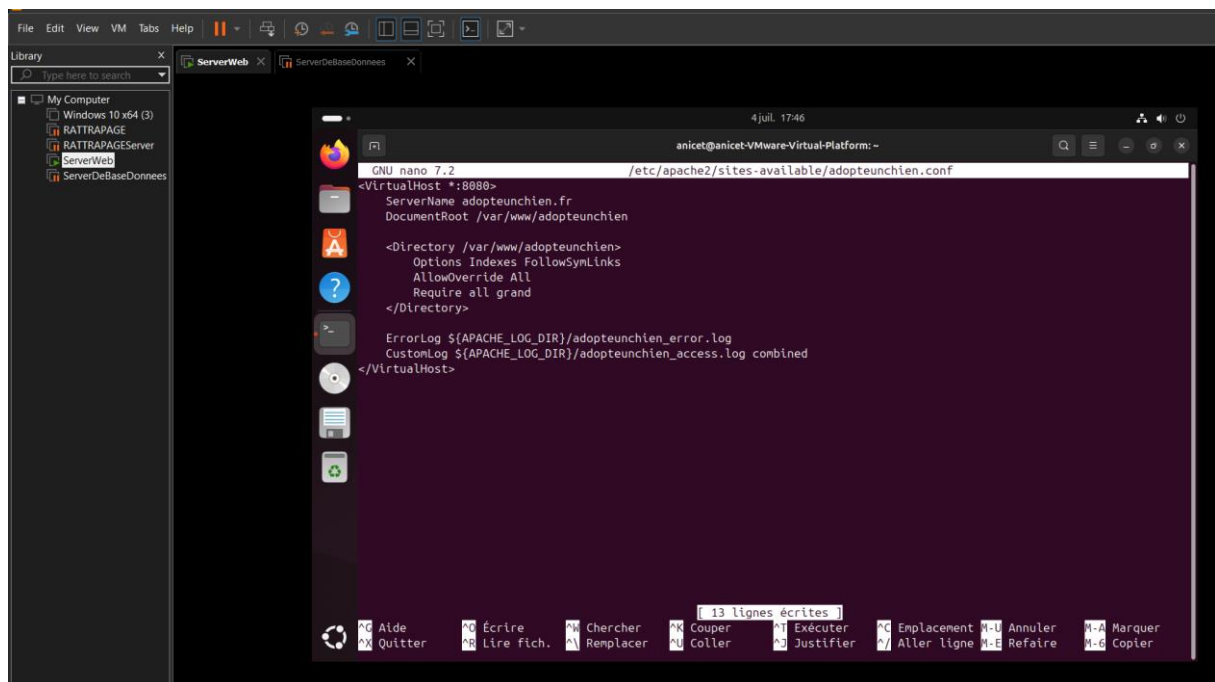 File Edit View VM Tabs Help
Library
Type here to search
My Computer
Windows 10 x64 (3)
RATTRAPAGE
RATTRAPAGEServer
ServerWeb
ServerDeBaseDonnees
ServerWeb
ServerDeBaseDonnees
4 juil. 17:46
anicet@anicet-VMware-Virtual-Platform: ~
GNU nano 7.2 /etc/apache2/sites-available/adopteunchien.conf
<VirtualHost *:8080>
ServerName adopteunchien.fr
DocumentRoot /var/www/adopteunchien
<Directory /var/www/adopteunchien>
Options Indexes FollowSymLinks
AllowOverride All
Require all grand
</Directory>
ErrorLog ${APACHE_LOG_DIR}/adopteunchien_error.log
CustomLog ${APACHE_LOG_DIR}/adopteunchien_access.log combined
</VirtualHost>
[ 13 lignes écrites ]
^G Aide ^O Écrire ^W Chercher ^K Couper ^T Exécuter ^C Emplacement M-U Annuler M-A Marquer
^X Quitter ^R Lire fich. ^\ Remplacer ^U Coller ^J Justifier ^/ Aller ligne M-E Refaire M-6 Copier